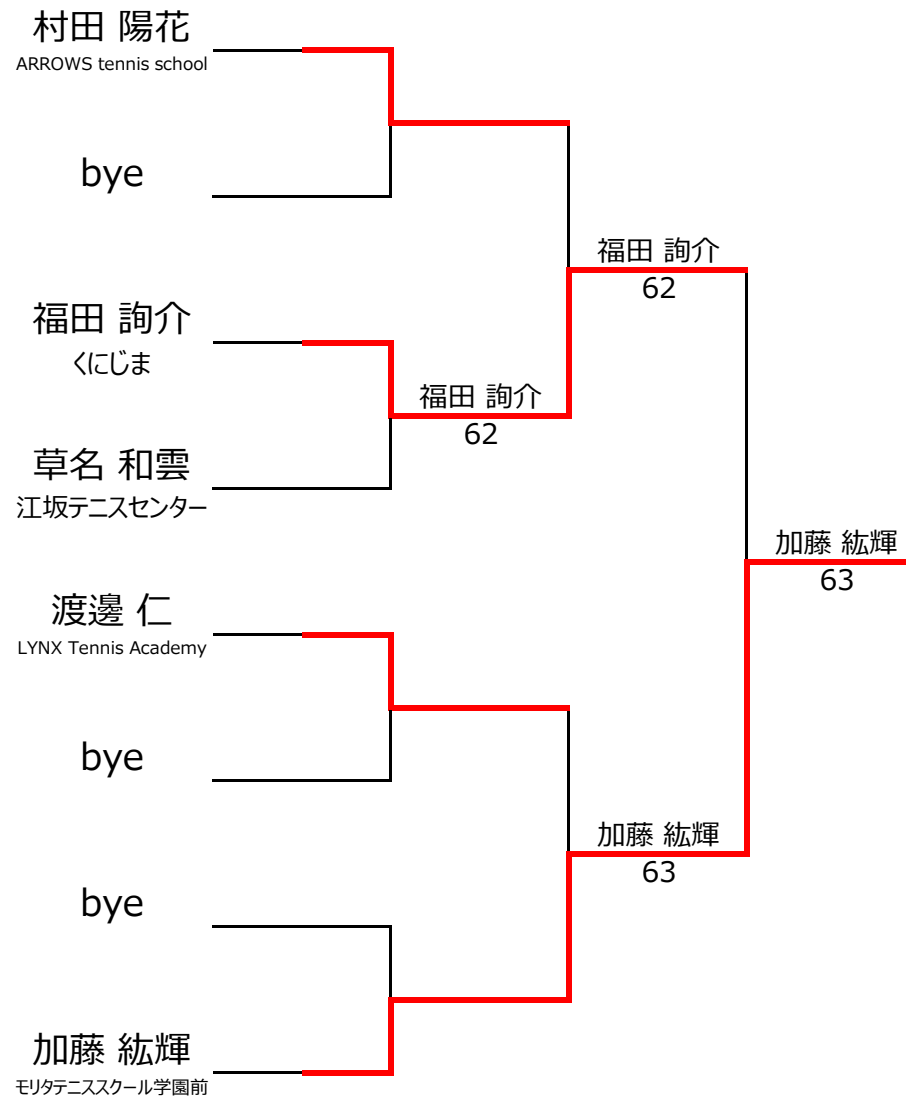 村田 陽花
ARROWS tennis school
bye
福田 詢介
62
福田 詢介
くにじま
福田 詢介
62
草名 和雲
江坂テニスセンター
加藤 紘輝
63
渡邊 仁
LYNX Tennis Academy
bye
加藤 紘輝
63
bye
加藤 紘輝
モリタテニススクール学園前